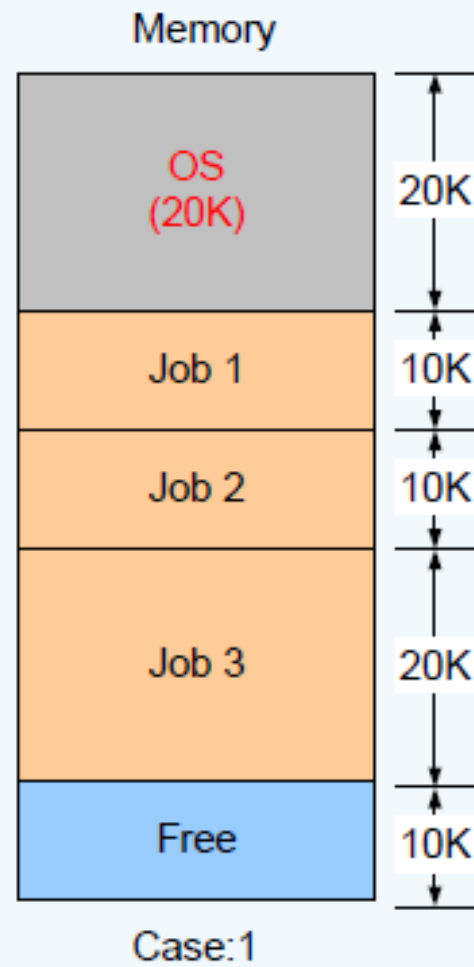 Memory
OS
(20K)
20K
Job 1
10K
Job 2
10K
Job 3
20K
Free
10K
Case:1